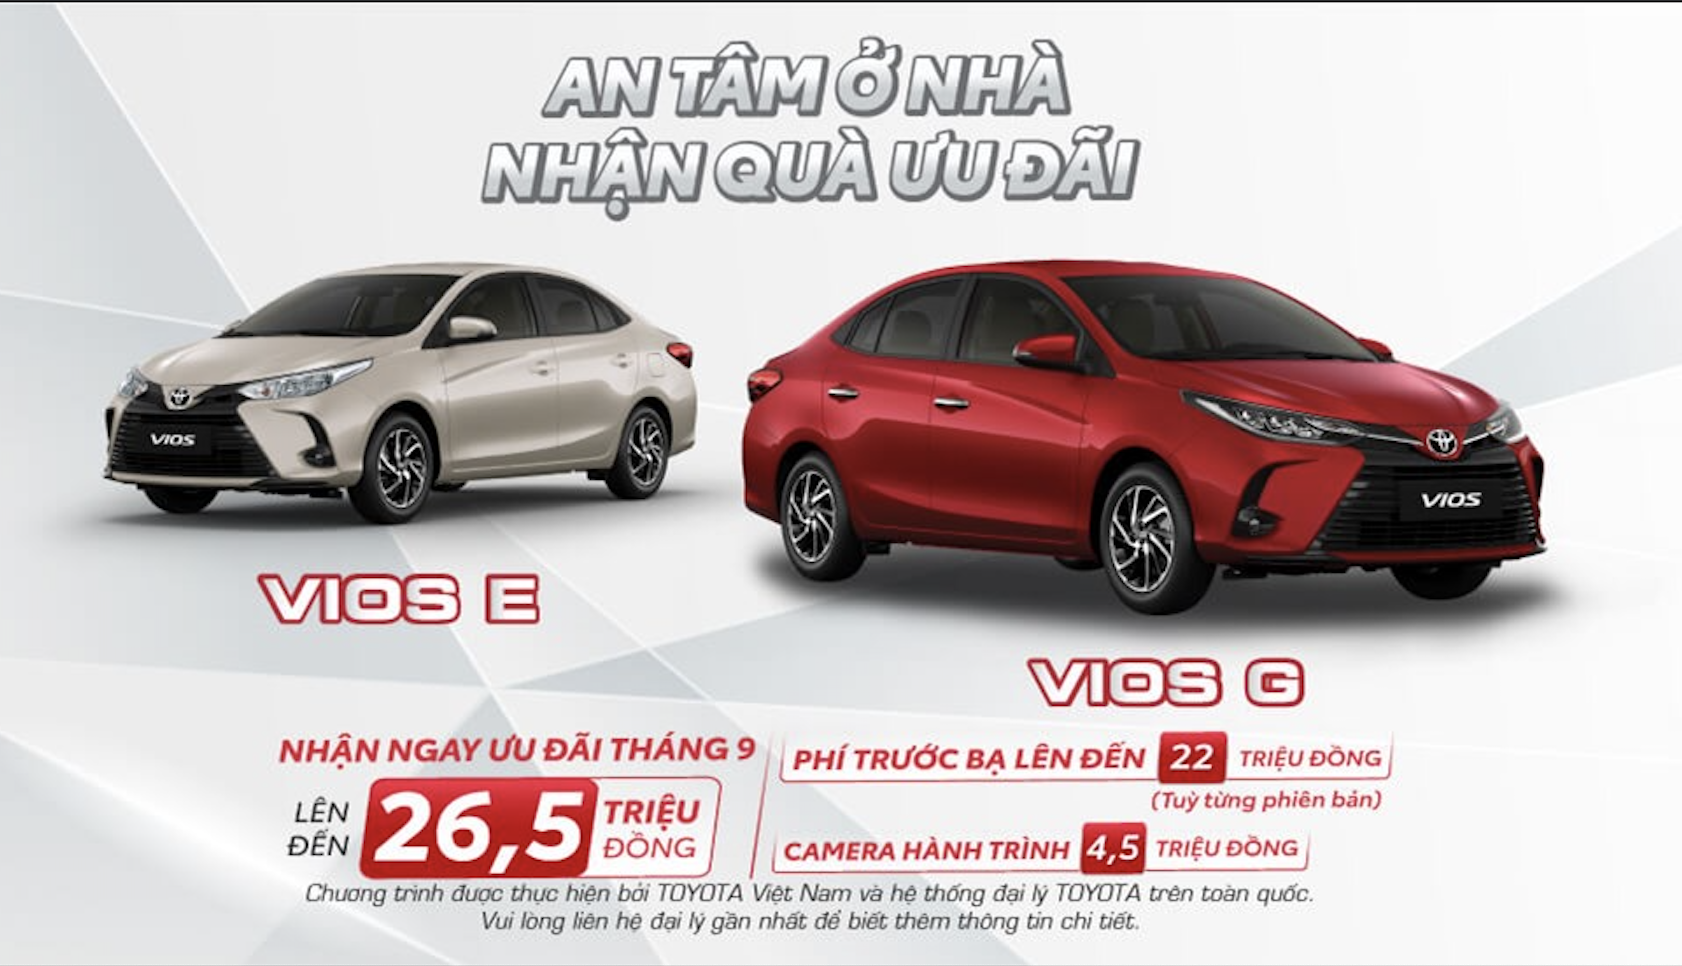 AN TÂM Ở NHÀ
NHẬN QUÀ ƯU ĐÃI
VIOS
VIOS
VIOS E
VIOS G
NHẬN NGAY ƯU ĐÃI THÁNG 9
LÊN ĐẾN 26,5 TRIỆU ĐỒNG
PHÍ TRƯỚC BẠ LÊN ĐẾN 22 TRIỆU ĐỒNG
(Tuỳ từng phiên bản)
CAMERA HÀNH TRÌNH 4,5 TRIỆU ĐỒNG
Chương trình được thực hiện bởi TOYOTA Việt Nam và hệ thống đại lý TOYOTA trên toàn quốc.
Vui lòng liên hệ đại lý gần nhất để biết thêm thông tin chi tiết.